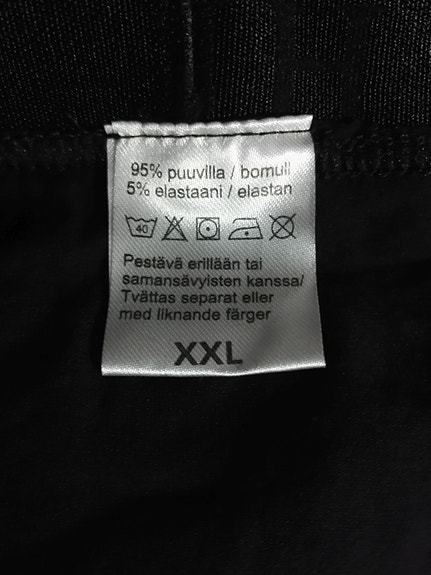 95% puuvilla / bomull
5% elastaani / elastan
40
Pestävä erillään tai
samansävyisten kanssa/
Tvättas separat eller
med liknande färger
XXL